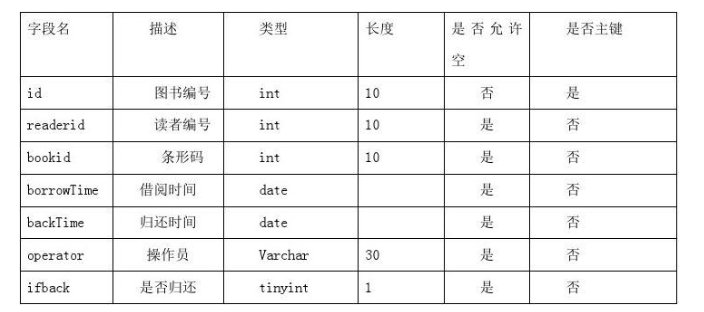 字段名 描述 类型 长度 是否允许空 是否主键
id 图书编号 int 10 否 是
readerid 读者编号 int 10 是 否
bookid 条形码 int 10 是 否
borrowTime 借阅时间 date 是 否
backTime 归还时间 date 是 否
operator 操作员 Varchar 30 是 否
ifback 是否归还 tinyint 1 是 否